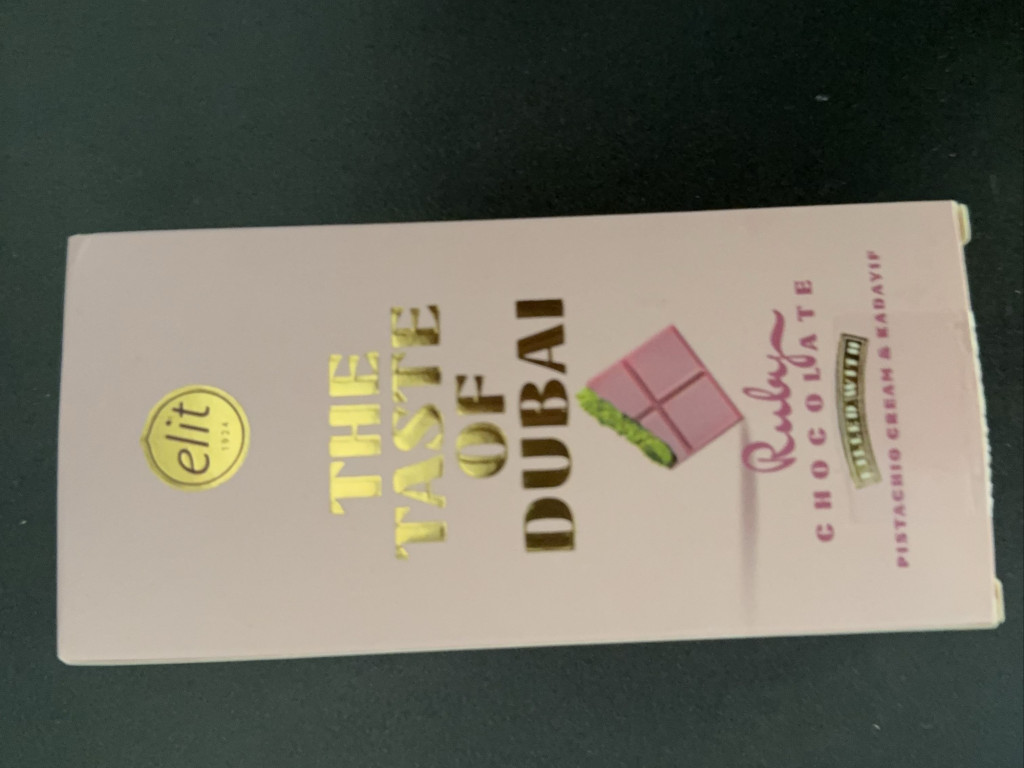 elit
1924
THE
TASTE
OF
DUBAI
Ruby
CHOCOLATE
FILLED WITH
PISTACHIO CREAM & KADAYIF